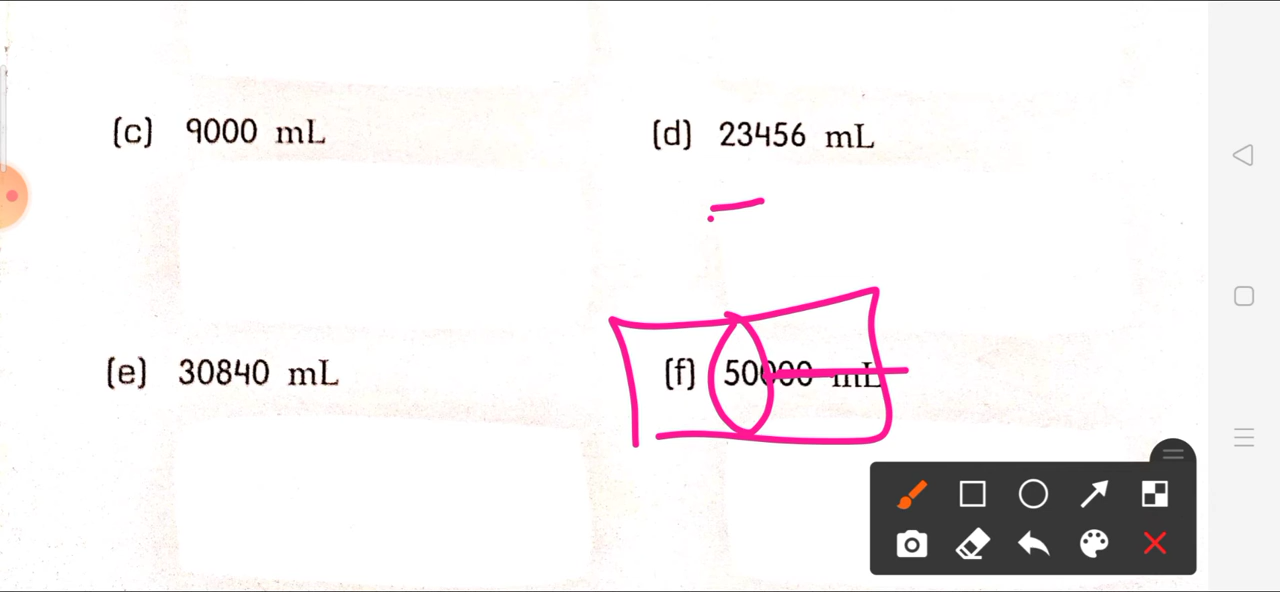 (c) 9000 mL
(d) 23456 mL
(e) 30840 mL
(f) 50000 mL